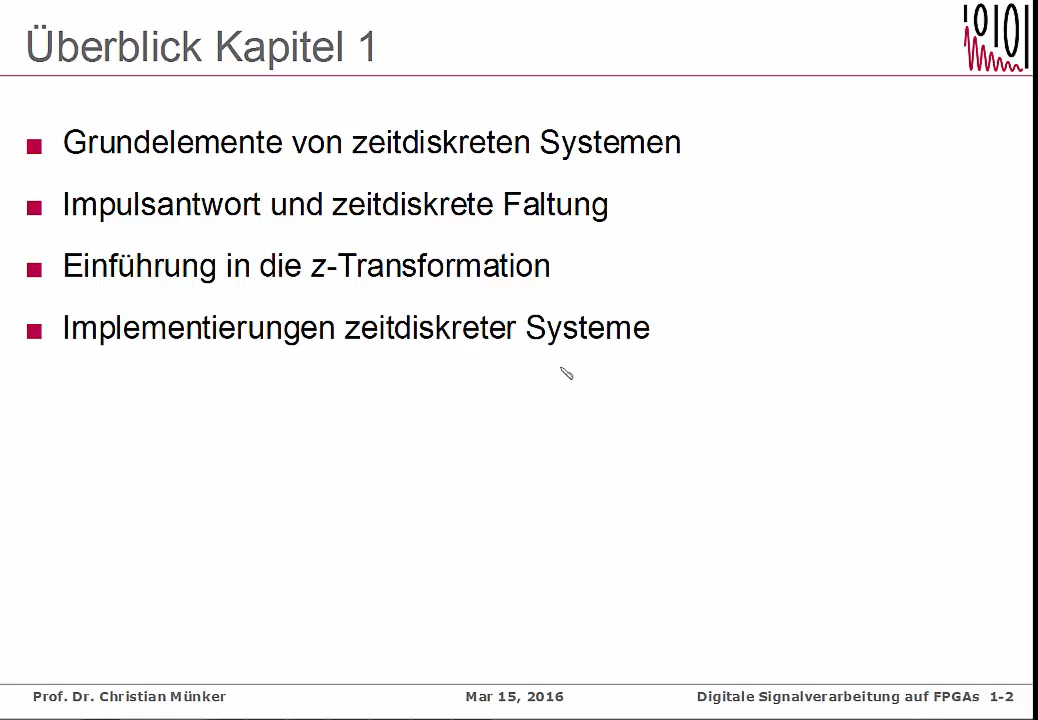 Überblick Kapitel 1
Grundelemente von zeitdiskreten Systemen
Impulsantwort und zeitdiskrete Faltung
Einführung in die z-Transformation
Implementierungen zeitdiskreter Systeme
Prof. Dr. Christian Münker Mar 15, 2016 Digitale Signalverarbeitung auf FPGAs 1-2